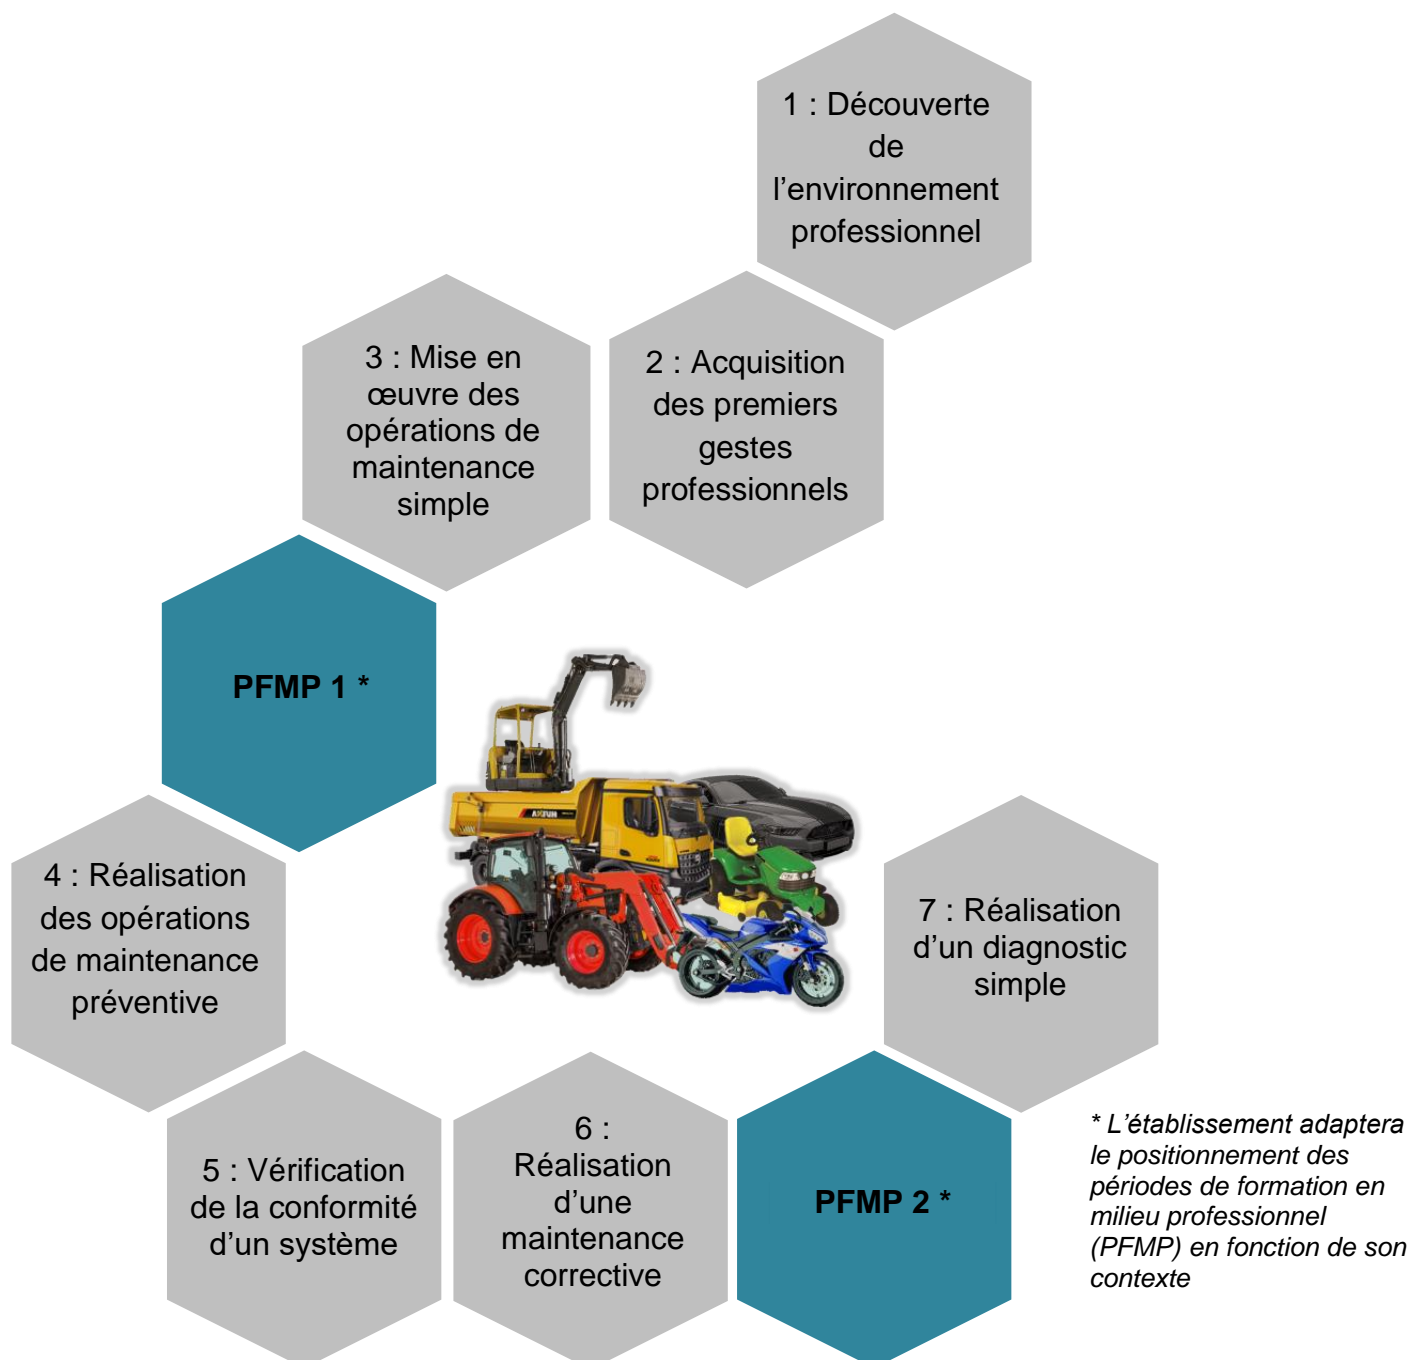 1 : Découverte
de
l’environnement
professionnel
2 : Acquisition
des premiers
gestes
professionnels
3 : Mise en
œuvre des
opérations de
maintenance
simple
PFMP 1 *
4 : Réalisation
des opérations
de maintenance
préventive
5 : Vérification
de la conformité
d’un système
6 :
Réalisation
d’une
maintenance
corrective
PFMP 2 *
7 : Réalisation
d’un diagnostic
simple
* L’établissement adaptera
le positionnement des
périodes de formation en
milieu professionnel
(PFMP) en fonction de son
contexte